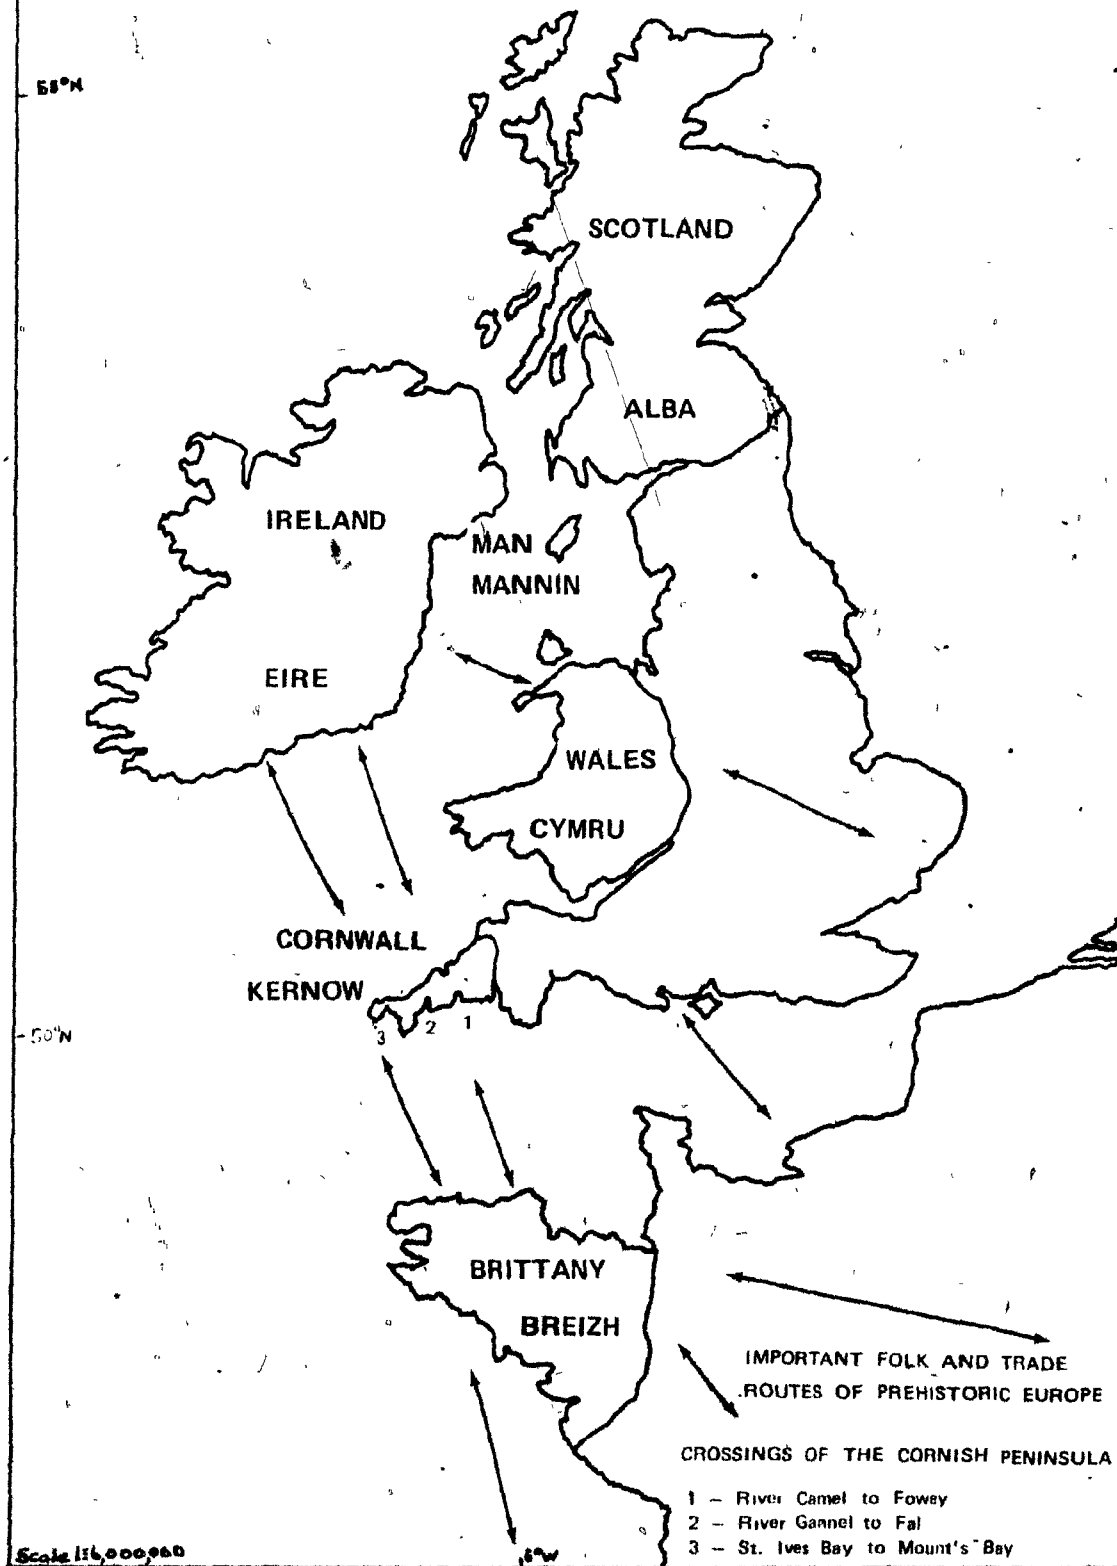 58°N
SCOTLAND
ALBA
IRELAND
MAN
MANNIN
EIRE
WALES
CYMRU
CORNWALL
KERNOW
50°N
3
2
1
BRITTANY
BREIZH
IMPORTANT FOLK AND TRADE
ROUTES OF PREHISTORIC EUROPE
CROSSINGS OF THE CORNISH PENINSULA
1 – River Camel to Fowey
2 – River Gannel to Fal
3 – St. Ives Bay to Mount's Bay
Scale